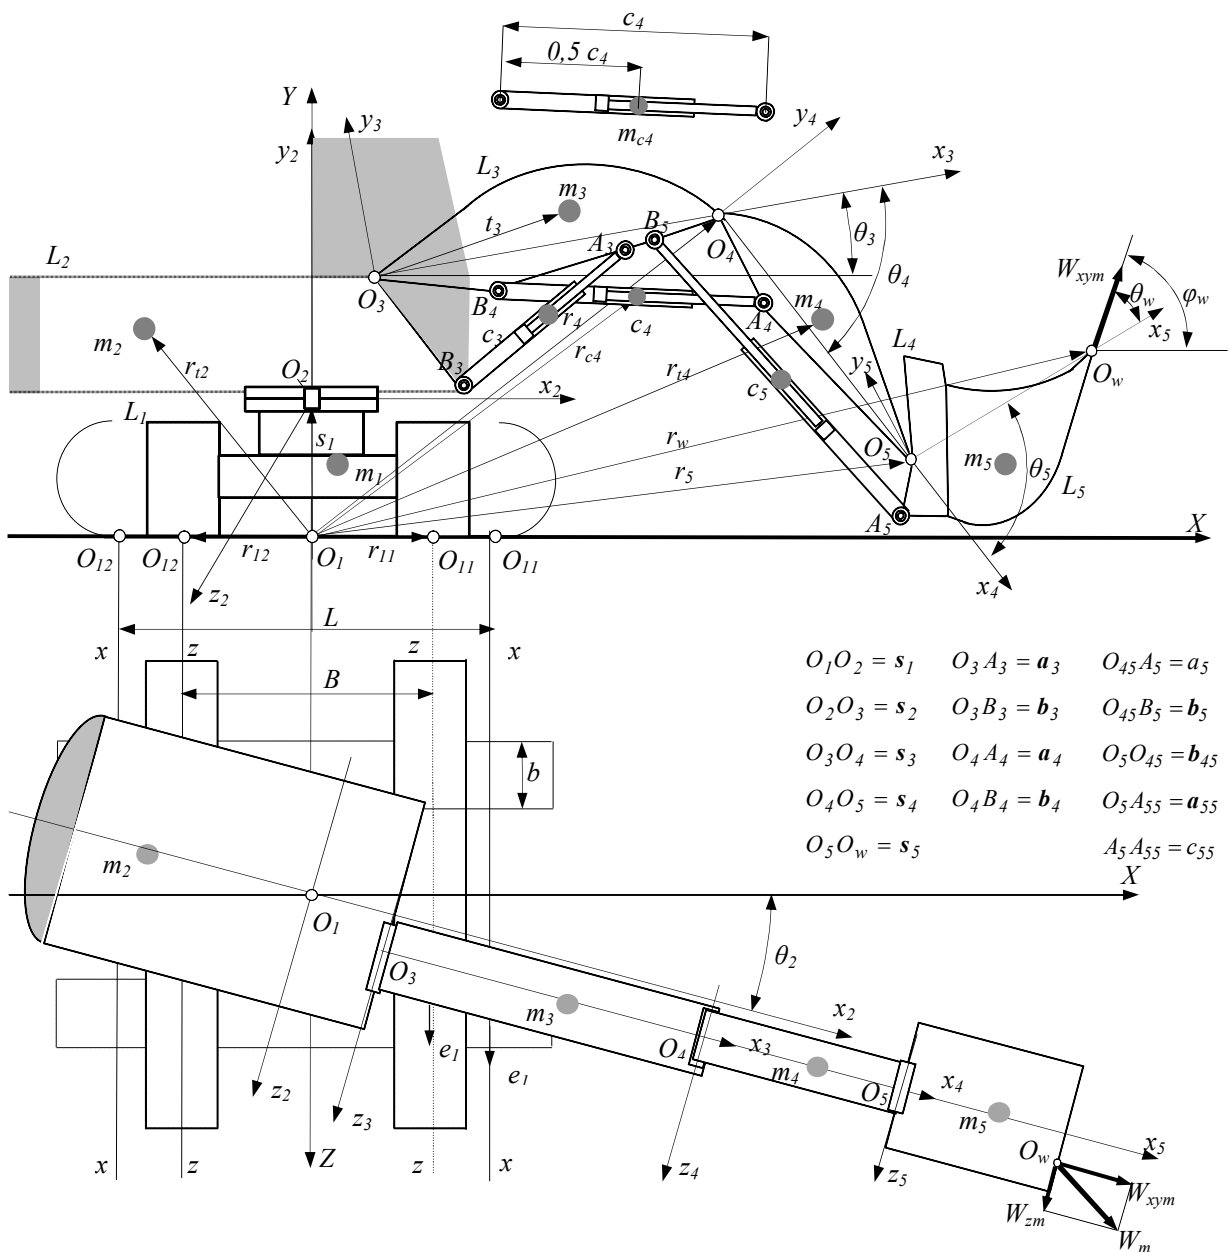 c4
0,5 c4
mc4
Y
y3
y2
y4
x3
L3
m3
t3
A3
B5
O4
θ3
θ4
L2
O3
B4
c3
r4
c4
A4
m4
Wxym
θw
φw
x5
m2
rt2
O2
B3
x2
rc4
rt4
c5
y5
L4
Ow
L1
s1
m1
rw
O5
m5
θ5
L5
r5
A5
X
O12
O12
r12
O1
r11
O11
O11
z2
x4
L
x
z
z
x
B
b
O1O2 = s1 O3A3 = a3 O45A5 = a5
O2O3 = s2 O3B3 = b3 O45B5 = b5
O3O4 = s3 O4A4 = a4 O5O45 = b45
O4O5 = s4 O4B4 = b4 O5A55 = a55
O5Ow = s5 A5A55 = c55
m2
X
O1
θ2
O3
m3
x2
e1
O4
x3
m4
e1
O5
x4
z2
z3
m5
x5
Ow
x
z
Z
z
x
z4
z5
Wxym
Wzm
Wm